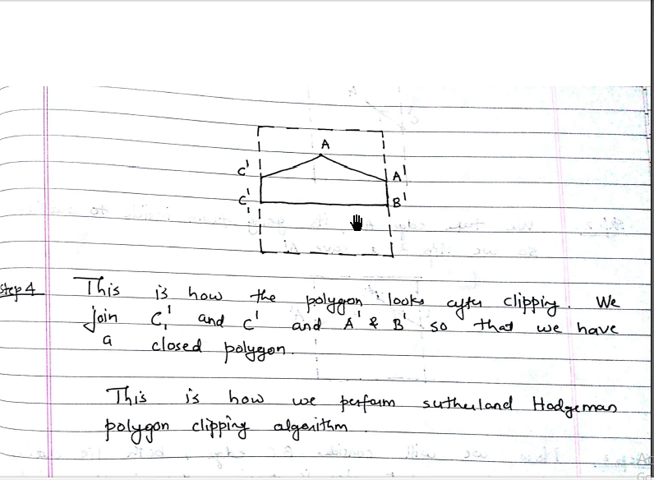 A
C' A'
C'₁ B'
Step 4 This is how the polygon looks after clipping. We
join C'₁ and C' and A' & B' so that we have
a closed polygon.
This is how we perform sutherland Hodgeman
polygon clipping algorithm